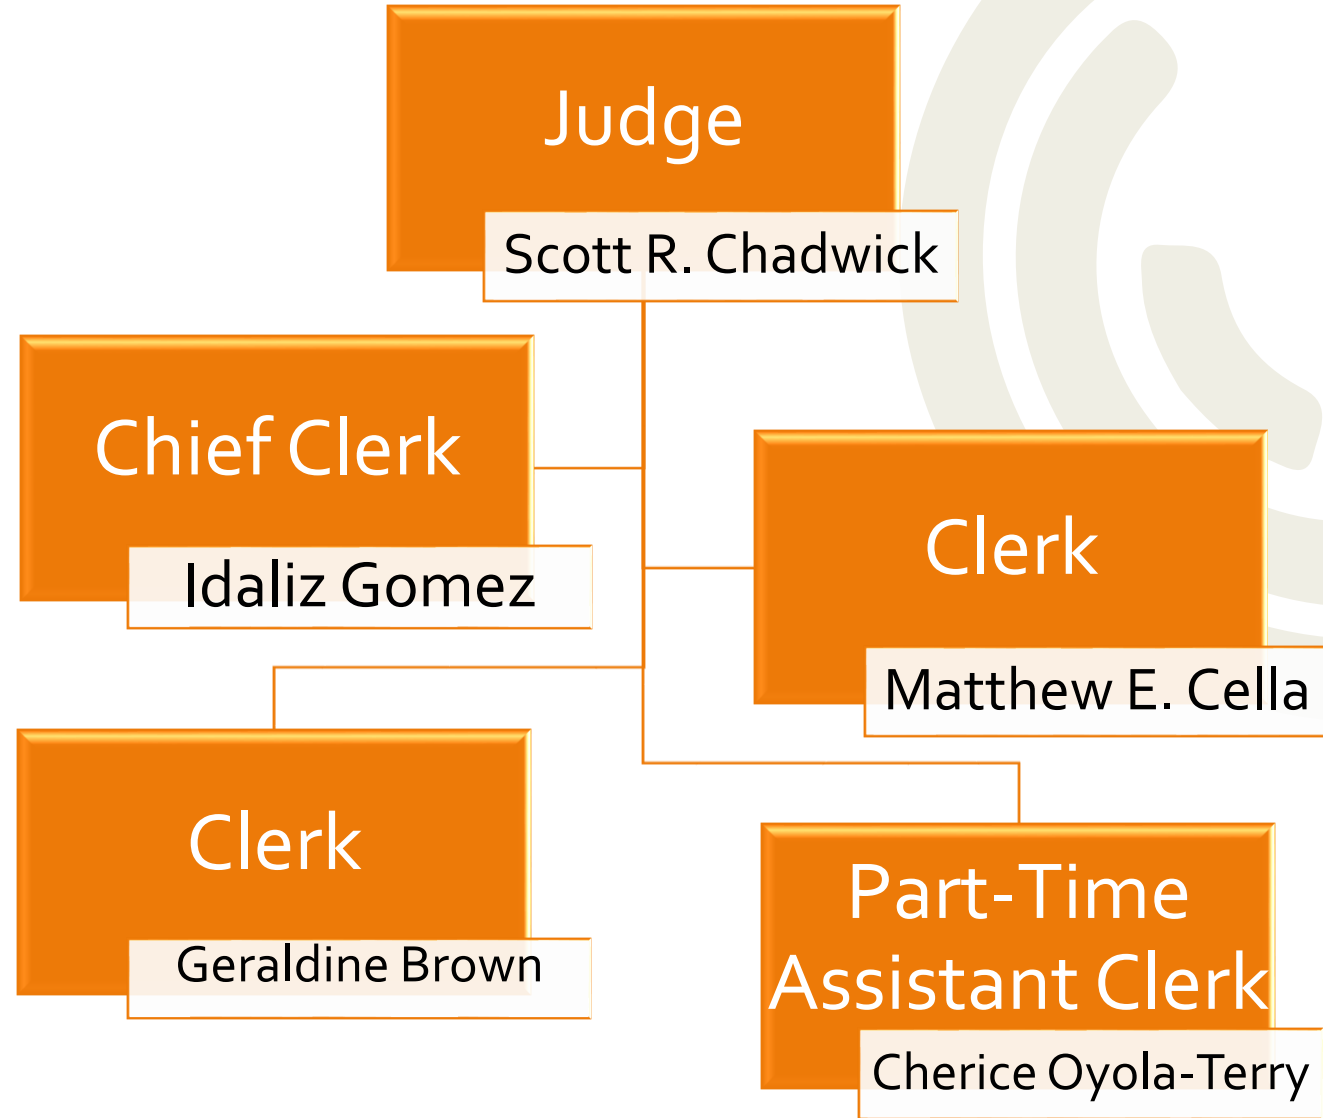 Judge
Scott R. Chadwick
Chief Clerk
Idaliz Gomez
Clerk
Matthew E. Cella
Clerk
Geraldine Brown
Part-Time
Assistant Clerk
Cherice Oyola-Terry